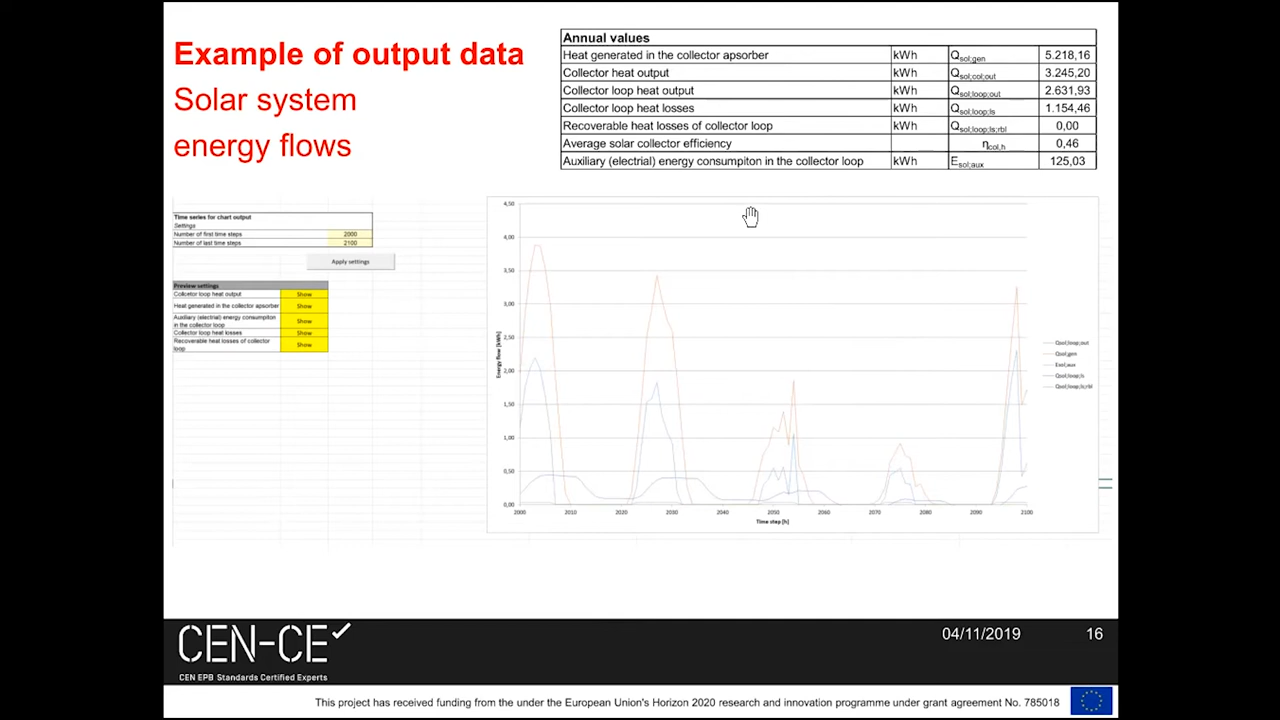 Example of output data
Solar system
energy flows
Annual values
Heat generated in the collector apsorber kWh Qsol;gen 5.218,16
Collector heat output kWh Qsol;col;out 3.245,20
Collector loop heat output kWh Qsol;loop;out 2.631,93
Collector loop heat losses kWh Qsol;loop;ls 1.154,46
Recoverable heat losses of collector loop kWh Qsol;loop;ls;rbl 0,00
Average solar collector efficiency ηcol,h 0,46
Auxiliary (electrial) energy consumpiton in the collector loop kWh Esol;aux 125,03
Time series for chart output
Settings
Number of first time steps 2000
Number of last time steps 2100
Apply settings
Preview settings
Collcetor loop heat output Show
Heat generated in the collector apsorber Show
Auxiliary (electrial) energy consumpiton
in the collector loop Show
Collector loop heat losses Show
Recoverable heat losses of collector
loop Show
4,50
4,00
3,50
3,00
2,50
2,00
1,50
1,00
0,50
0,00
Energy flow [kWh]
2000 2010 2020 2030 2040 2050 2060 2070 2080 2090 2100
Time step [h]
Qsol;loop;out
Qsol;gen
Esol;aux
Qsol;loop;ls
Qsol;loop;ls;rbl
CEN-CE
CEN EPB Standards Certified Experts
04/11/2019 16
This project has received funding from the under the European Union's Horizon 2020 research and innovation programme under grant agreement No. 785018